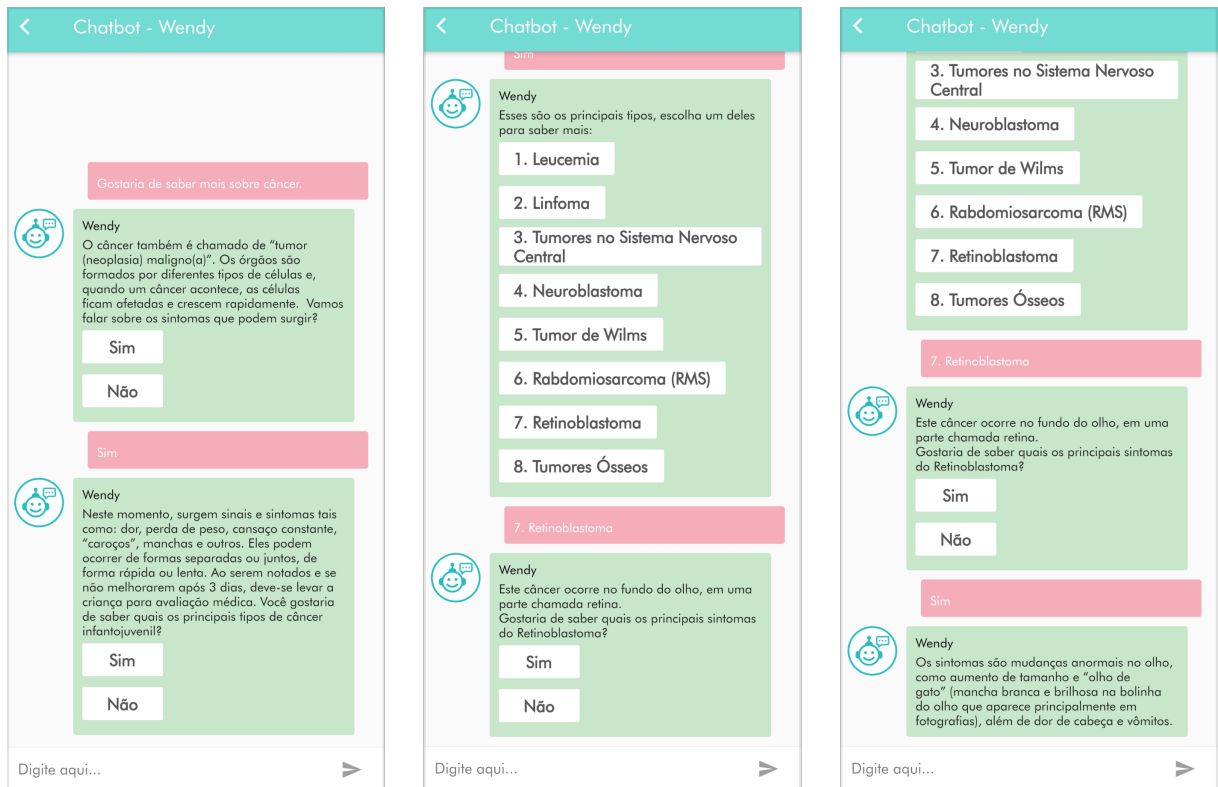 Chatbot - Wendy
Gostaria de saber mais sobre câncer.
Wendy
O câncer também é chamado de “tumor
(neoplasia) maligno(a)”. Os órgãos são
formados por diferentes tipos de células e,
quando um câncer acontece, as células
ficam afetadas e crescem rapidamente. Vamos
falar sobre os sintomas que podem surgir?
Sim
Não
Sim
Wendy
Neste momento, surgem sinais e sintomas tais
como: dor, perda de peso, cansaço constante,
“caroços”, manchas e outros. Eles podem
ocorrer de formas separadas ou juntos, de
forma rápida ou lenta. Ao serem notados e se
não melhorarem após 3 dias, deve-se levar a
criança para avaliação médica. Você gostaria
de saber quais os principais tipos de câncer
infantojuvenil?
Sim
Não
Digite aqui...
Chatbot - Wendy
Sim
Wendy
Esses são os principais tipos, escolha um deles
para saber mais:
1. Leucemia
2. Linfoma
3. Tumores no Sistema Nervoso
Central
4. Neuroblastoma
5. Tumor de Wilms
6. Rabdomiosarcoma (RMS)
7. Retinoblastoma
8. Tumores Ósseos
7. Retinoblastoma
Wendy
Este câncer ocorre no fundo do olho, em uma
parte chamada retina.
Gostaria de saber quais os principais sintomas
do Retinoblastoma?
Sim
Não
Digite aqui...
Chatbot - Wendy
3. Tumores no Sistema Nervoso
Central
4. Neuroblastoma
5. Tumor de Wilms
6. Rabdomiosarcoma (RMS)
7. Retinoblastoma
8. Tumores Ósseos
7. Retinoblastoma
Wendy
Este câncer ocorre no fundo do olho, em uma
parte chamada retina.
Gostaria de saber quais os principais sintomas
do Retinoblastoma?
Sim
Não
Sim
Wendy
Os sintomas são mudanças anormais no olho,
como aumento de tamanho e “olho de
gato” (mancha branca e brilhosa na bolinha
do olho que aparece principalmente em
fotografias), além de dor de cabeça e vômitos.
Digite aqui...